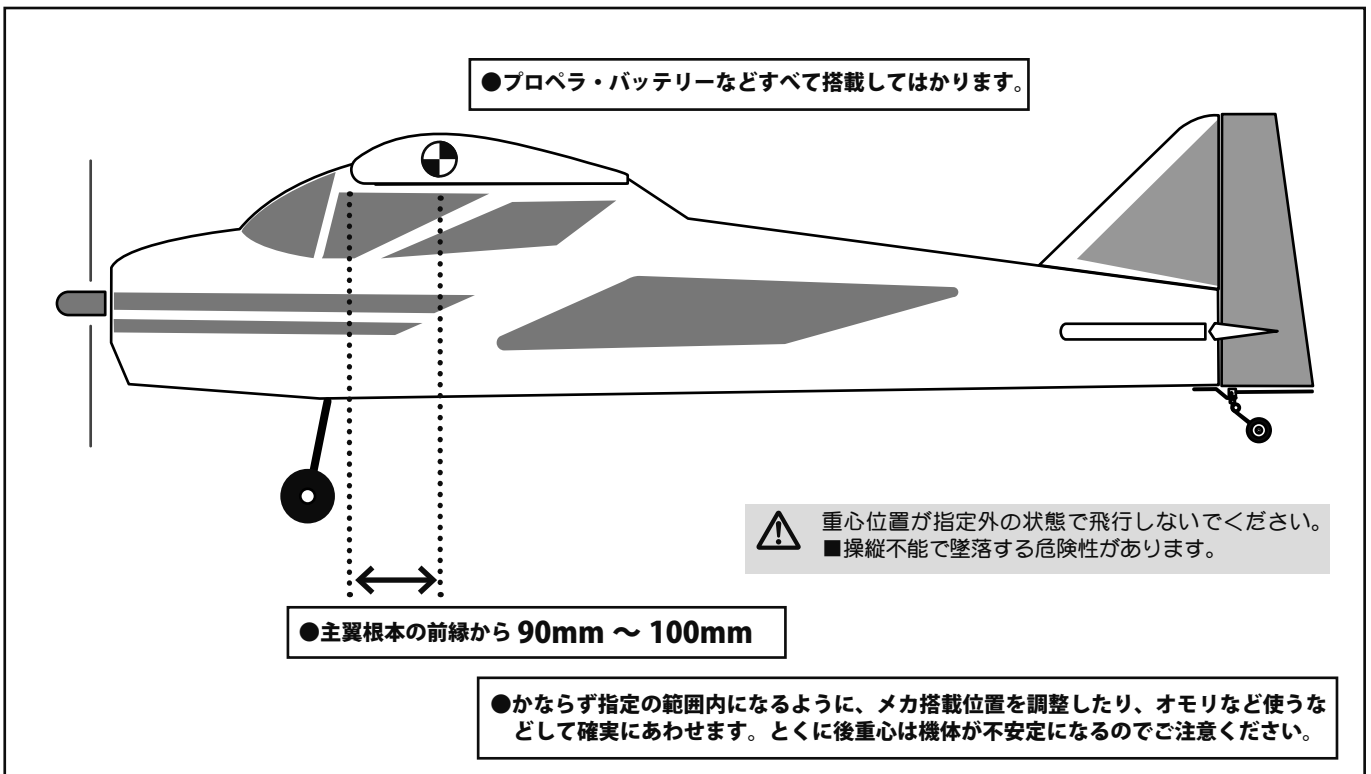 ●プロペラ・バッテリーなどすべて搭載してはかります。
重心位置が指定外の状態で飛行しないでください。
■操縦不能で墜落する危険性があります。
●主翼根本の前縁から 90mm ～ 100mm
●かならず指定の範囲内になるように、メカ搭載位置を調整したり、オモリなど使うな
どして確実にあわせます。とくに後重心は機体が不安定になるのでご注意ください。